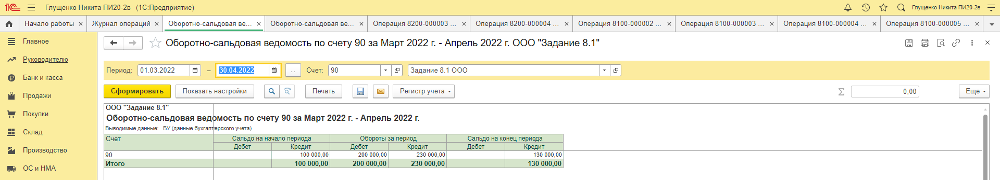 1С Глущенко Никита ПИ20-2в (1С:Предприятие) Глущенко Никита ПИ20-2в
Начало работы × Журнал операций × Оборотно-сальдовая ве... × Оборотно-сальдовая ве... × Операция 8200-000003 ... × Операция 8200-000004 ... × Операция 8100-000002 ... × Операция 8100-000003 ... × Операция 8100-000004 ... × Операция 8100-000005 ... ×
Главное
Руководителю
Банк и касса
Продажи
Покупки
Склад
Производство
ОС и НМА
Оборотно-сальдовая ведомость по счету 90 за Март 2022 г. - Апрель 2022 г. ООО "Задание 8.1"
Период: 01.03.2022 – 30.04.2022 ... Счет: 90 Задание 8.1 ООО
Сформировать Показать настройки Печать Регистр учета Σ 0,00 Еще
ООО "Задание 8.1"
Оборотно-сальдовая ведомость по счету 90 за Март 2022 г. - Апрель 2022 г.
Выводимые данные: БУ (данные бухгалтерского учета)
Счет Сальдо на начало периода Обороты за период Сальдо на конец периода
Дебет Кредит Дебет Кредит Дебет Кредит
90 100 000,00 200 000,00 230 000,00 130 000,00
Итого 100 000,00 200 000,00 230 000,00 130 000,00